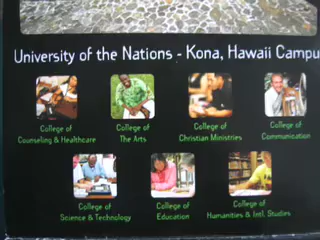 University of the Nations - Kona, Hawaii Campu
College of
Counseling & Healthcare
College of
The Arts
College of
Christian Ministries
College of
Communication
College of
Science & Technology
College of
Education
College of
Humanities & Intl. Studies